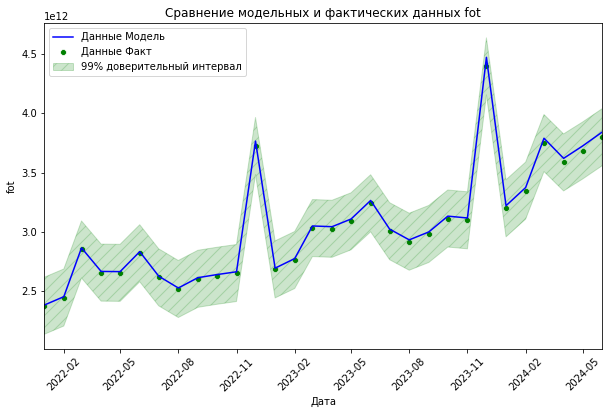 Сравнение модельных и фактических данных fot
1e12
Данные Модель
Данные Факт
99% доверительный интервал
4.5
4.0
3.5
3.0
2.5
fot
2022-02
2022-05
2022-08
2022-11
2023-02
2023-05
2023-08
2023-11
2024-02
2024-05
Дата